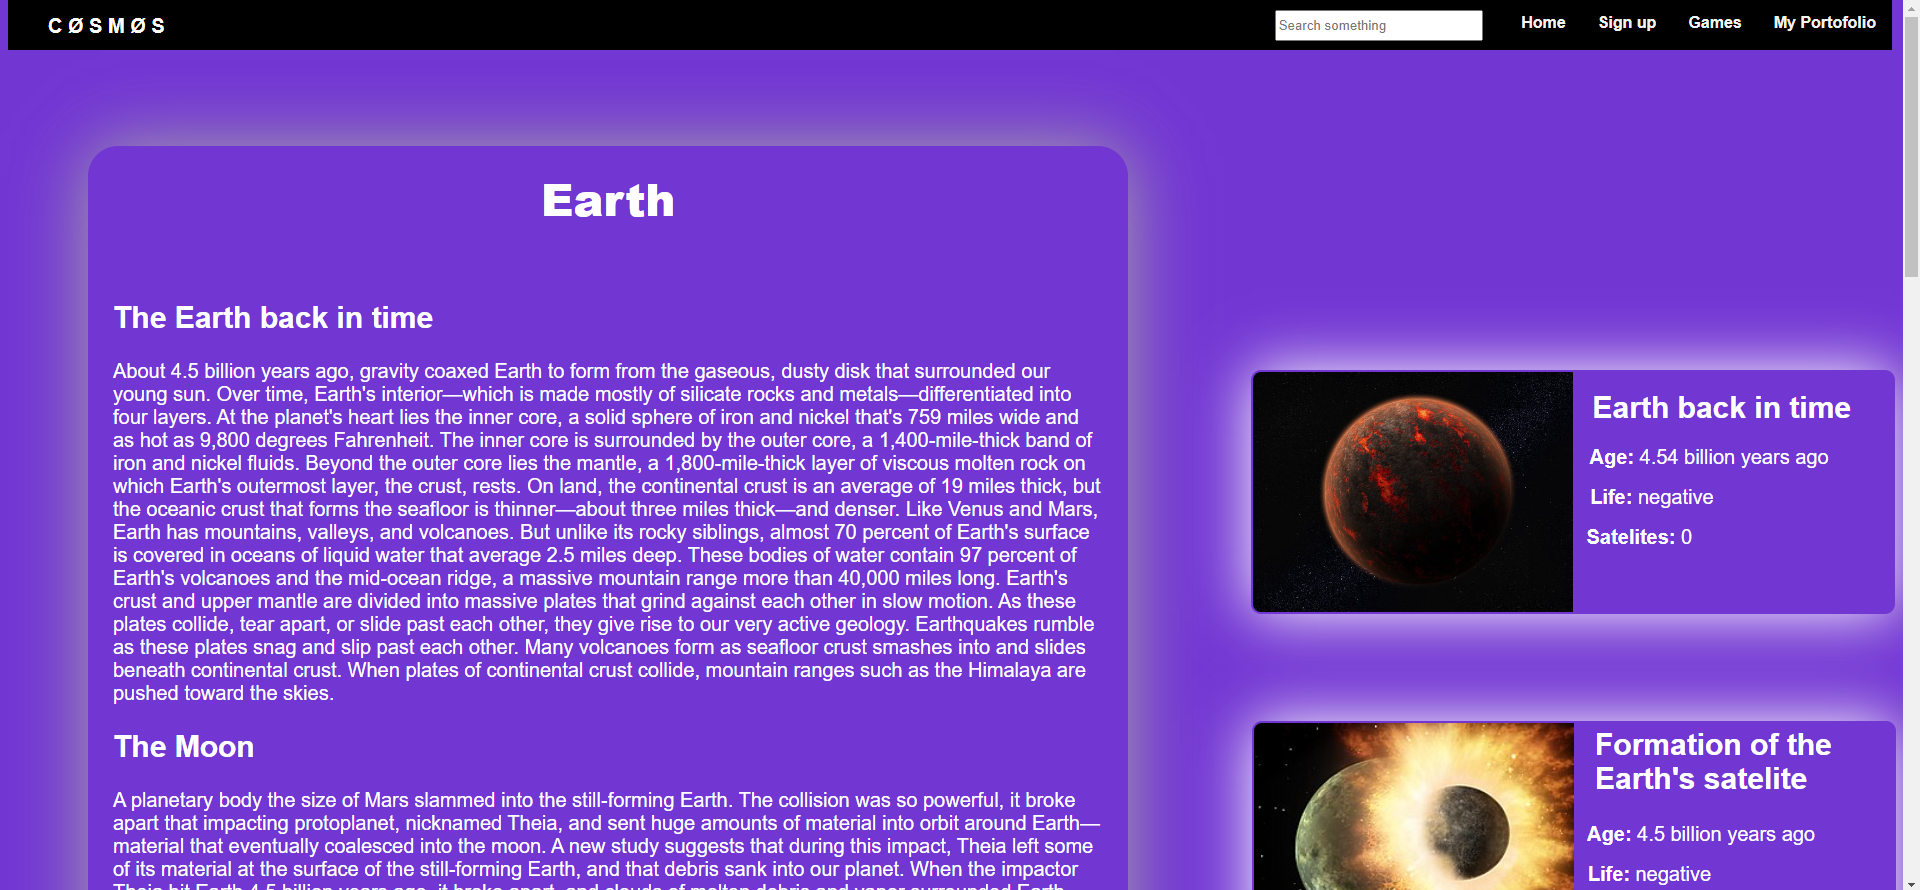 CØSMØS
Search something
Home
Sign up
Games
My Portofolio
Earth
The Earth back in time
About 4.5 billion years ago, gravity coaxed Earth to form from the gaseous, dusty disk that surrounded our
young sun. Over time, Earth's interior—which is made mostly of silicate rocks and metals—differentiated into
four layers. At the planet's heart lies the inner core, a solid sphere of iron and nickel that's 759 miles wide and
as hot as 9,800 degrees Fahrenheit. The inner core is surrounded by the outer core, a 1,400-mile-thick band of
iron and nickel fluids. Beyond the outer core lies the mantle, a 1,800-mile-thick layer of viscous molten rock on
which Earth's outermost layer, the crust, rests. On land, the continental crust is an average of 19 miles thick, but
the oceanic crust that forms the seafloor is thinner—about three miles thick—and denser. Like Venus and Mars,
Earth has mountains, valleys, and volcanoes. But unlike its rocky siblings, almost 70 percent of Earth's surface
is covered in oceans of liquid water that average 2.5 miles deep. These bodies of water contain 97 percent of
Earth's volcanoes and the mid-ocean ridge, a massive mountain range more than 40,000 miles long. Earth's
crust and upper mantle are divided into massive plates that grind against each other in slow motion. As these
plates collide, tear apart, or slide past each other, they give rise to our very active geology. Earthquakes rumble
as these plates snag and slip past each other. Many volcanoes form as seafloor crust smashes into and slides
beneath continental crust. When plates of continental crust collide, mountain ranges such as the Himalaya are
pushed toward the skies.
The Moon
A planetary body the size of Mars slammed into the still-forming Earth. The collision was so powerful, it broke
apart that impacting protoplanet, nicknamed Theia, and sent huge amounts of material into orbit around Earth—
material that eventually coalesced into the moon. A new study suggests that during this impact, Theia left some
of its material at the surface of the still-forming Earth, and that debris sank into our planet. When the impactor
Theia hit Earth 4.5 billion years ago, it broke apart, and clouds of molten debris and vapor surrounded Earth
Earth back in time
Age: 4.54 billion years ago
Life: negative
Satelites: 0
Formation of the
Earth's satelite
Age: 4.5 billion years ago
Life: negative